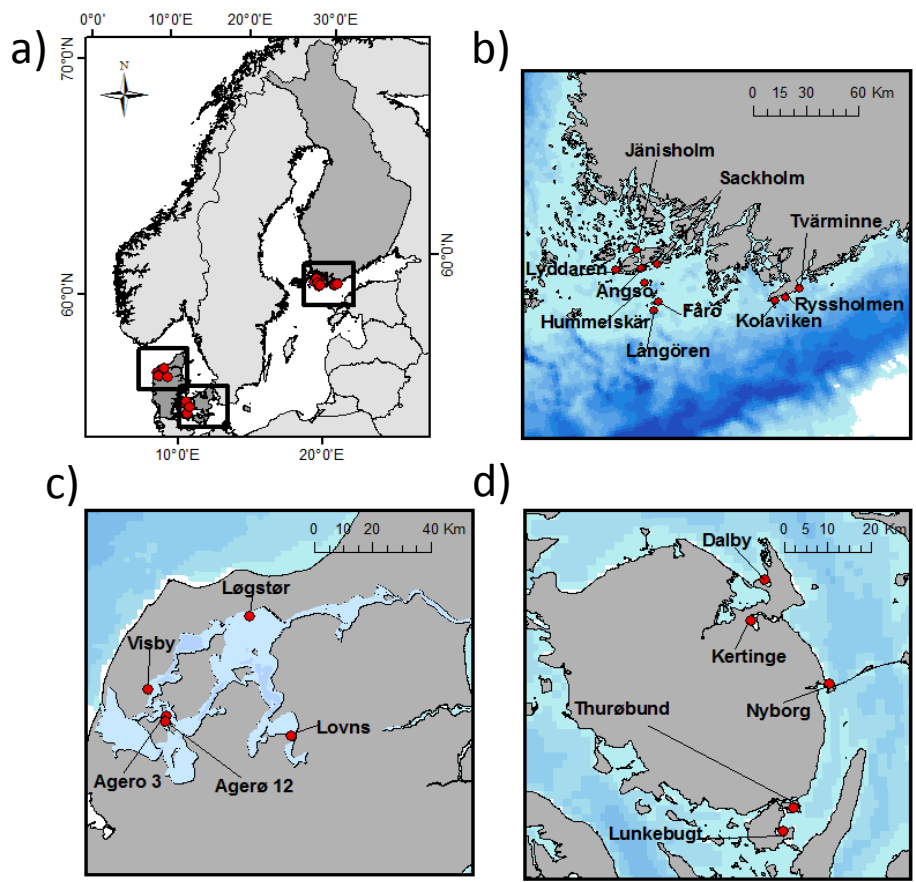 a)
0°0'
10°0'E
20°0'E
30°0'E
70°0'N
N
60°0'N
60°0'N
10°0'E
20°0'E
b)
0 15 30 60 Km
Jänisholm
Sackholm
Tvärminne
Lyddaren
Ängsö
Hummelskär
Fårö
Kolaviken
Ryssholmen
Långören
c)
0 10 20 40 Km
Løgstør
Visby
Lovns
Agero 3
Agerø 12
d)
0 5 10 20 Km
Dalby
Kertinge
Thurøbund
Nyborg
Lunkebugt